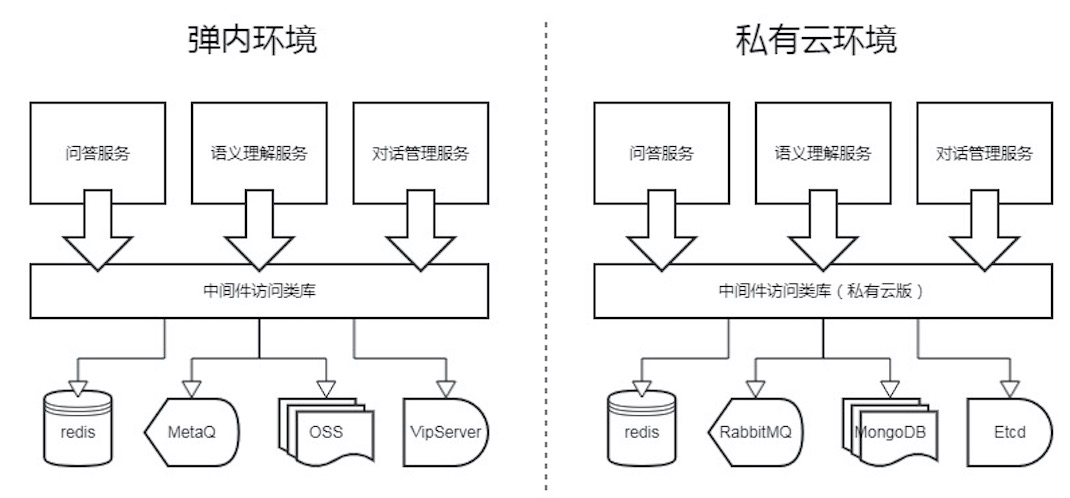 弹内环境
私有云环境
问答服务
语义理解服务
对话管理服务
问答服务
语义理解服务
对话管理服务
中间件访问类库
中间件访问类库（私有云版）
redis
MetaQ
OSS
VipServer
redis
RabbitMQ
MongoDB
Etcd